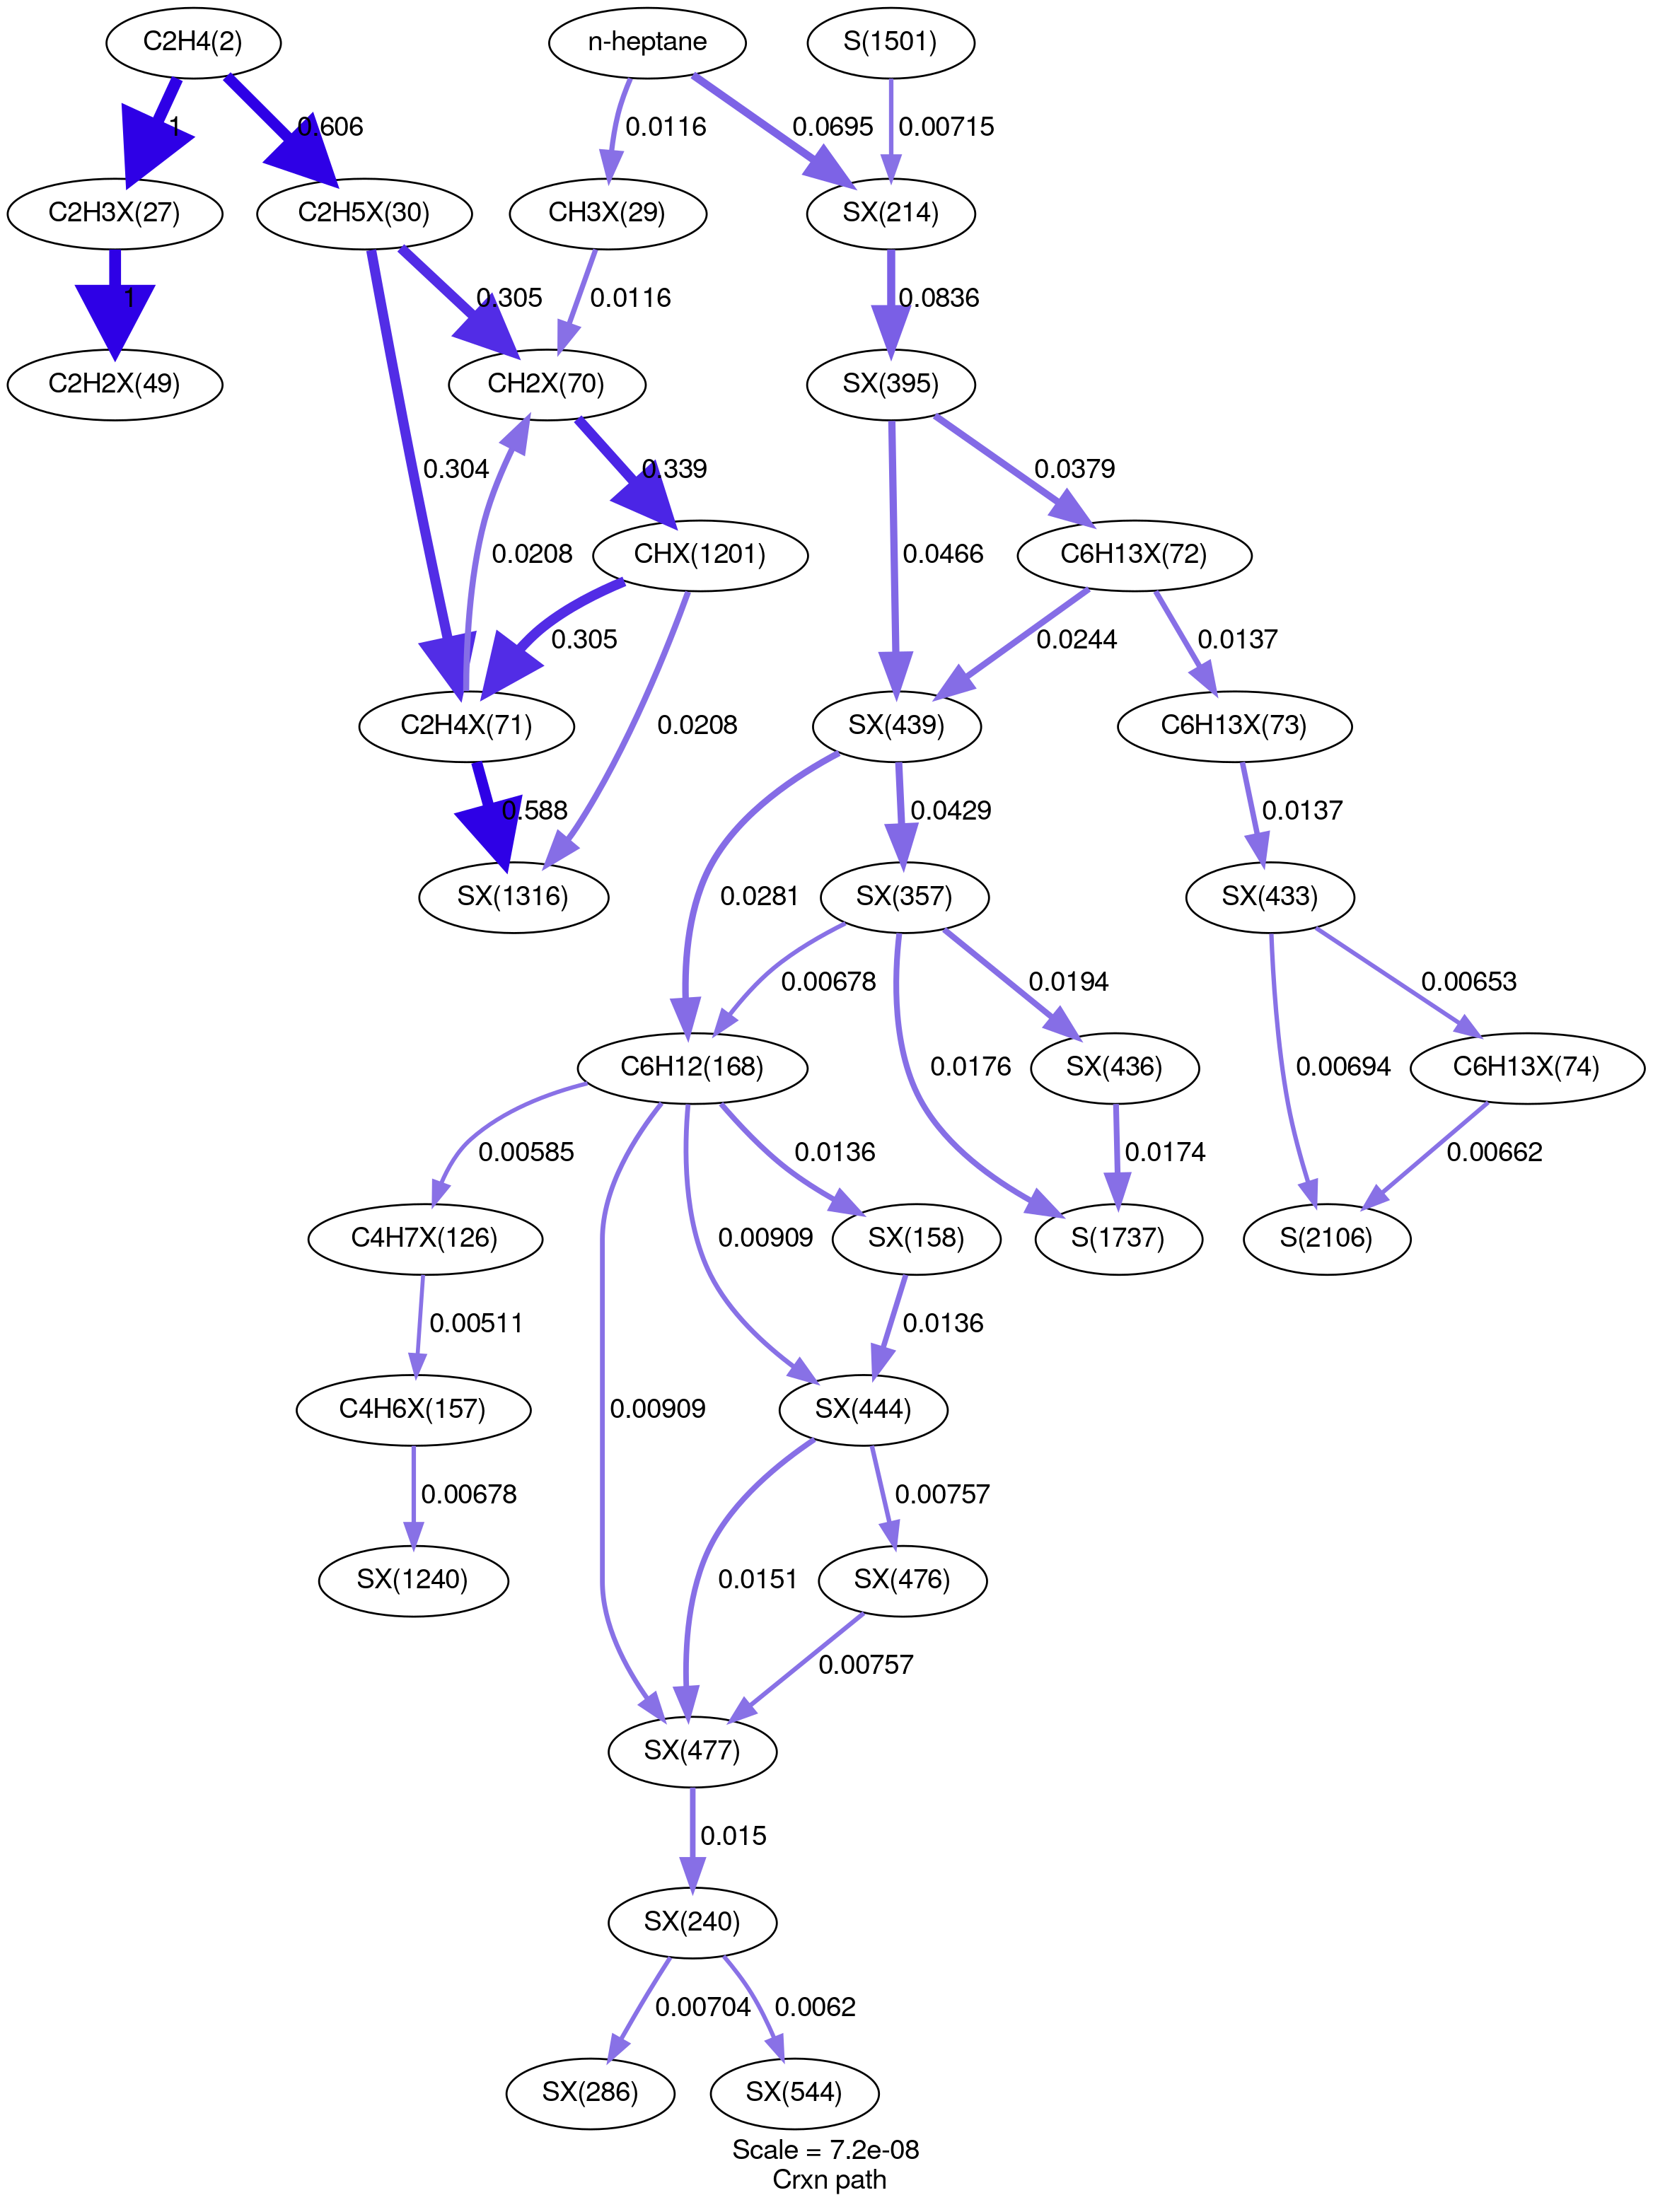 C2H4(2)
n-heptane
S(1501)
1
0.606
0.0116
0.0695
0.00715
C2H3X(27)
C2H5X(30)
CH3X(29)
SX(214)
1
0.305
0.0116
0.0836
C2H2X(49)
CH2X(70)
SX(395)
0.304
0.339
0.0379
0.0208
0.0466
CHX(1201)
C6H13X(72)
0.305
0.0244
0.0137
0.0208
C2H4X(71)
SX(439)
C6H13X(73)
0.588
0.0429
0.0137
0.0281
SX(1316)
SX(357)
SX(433)
0.00678
0.0194
0.00653
0.0176
0.00694
C6H12(168)
SX(436)
C6H13X(74)
0.00585
0.0136
0.0174
0.00662
0.00909
C4H7X(126)
SX(158)
S(1737)
S(2106)
0.00511
0.0136
0.00909
C4H6X(157)
SX(444)
0.00678
0.00757
0.0151
SX(1240)
SX(476)
0.00757
SX(477)
0.015
SX(240)
0.00704
0.0062
SX(286)
SX(544)
Scale = 7.2e-08
Crxn path